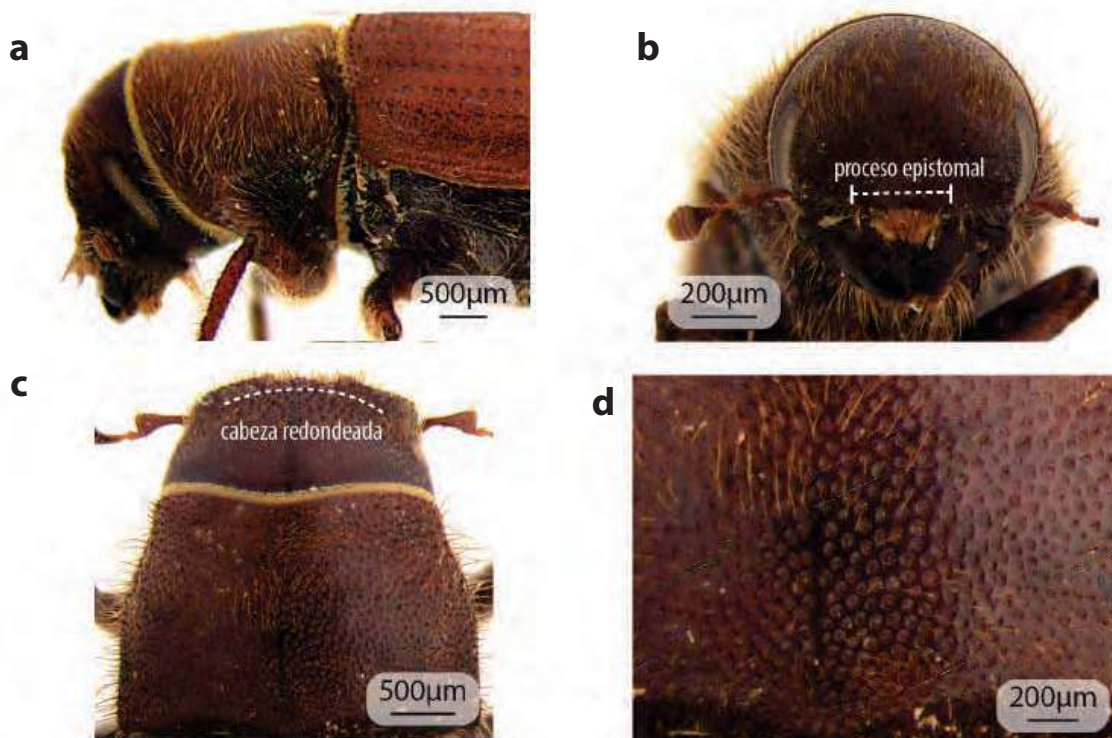 a
500µm
b
proceso epistomal
200µm
c
cabeza redondeada
500µm
d
200µm